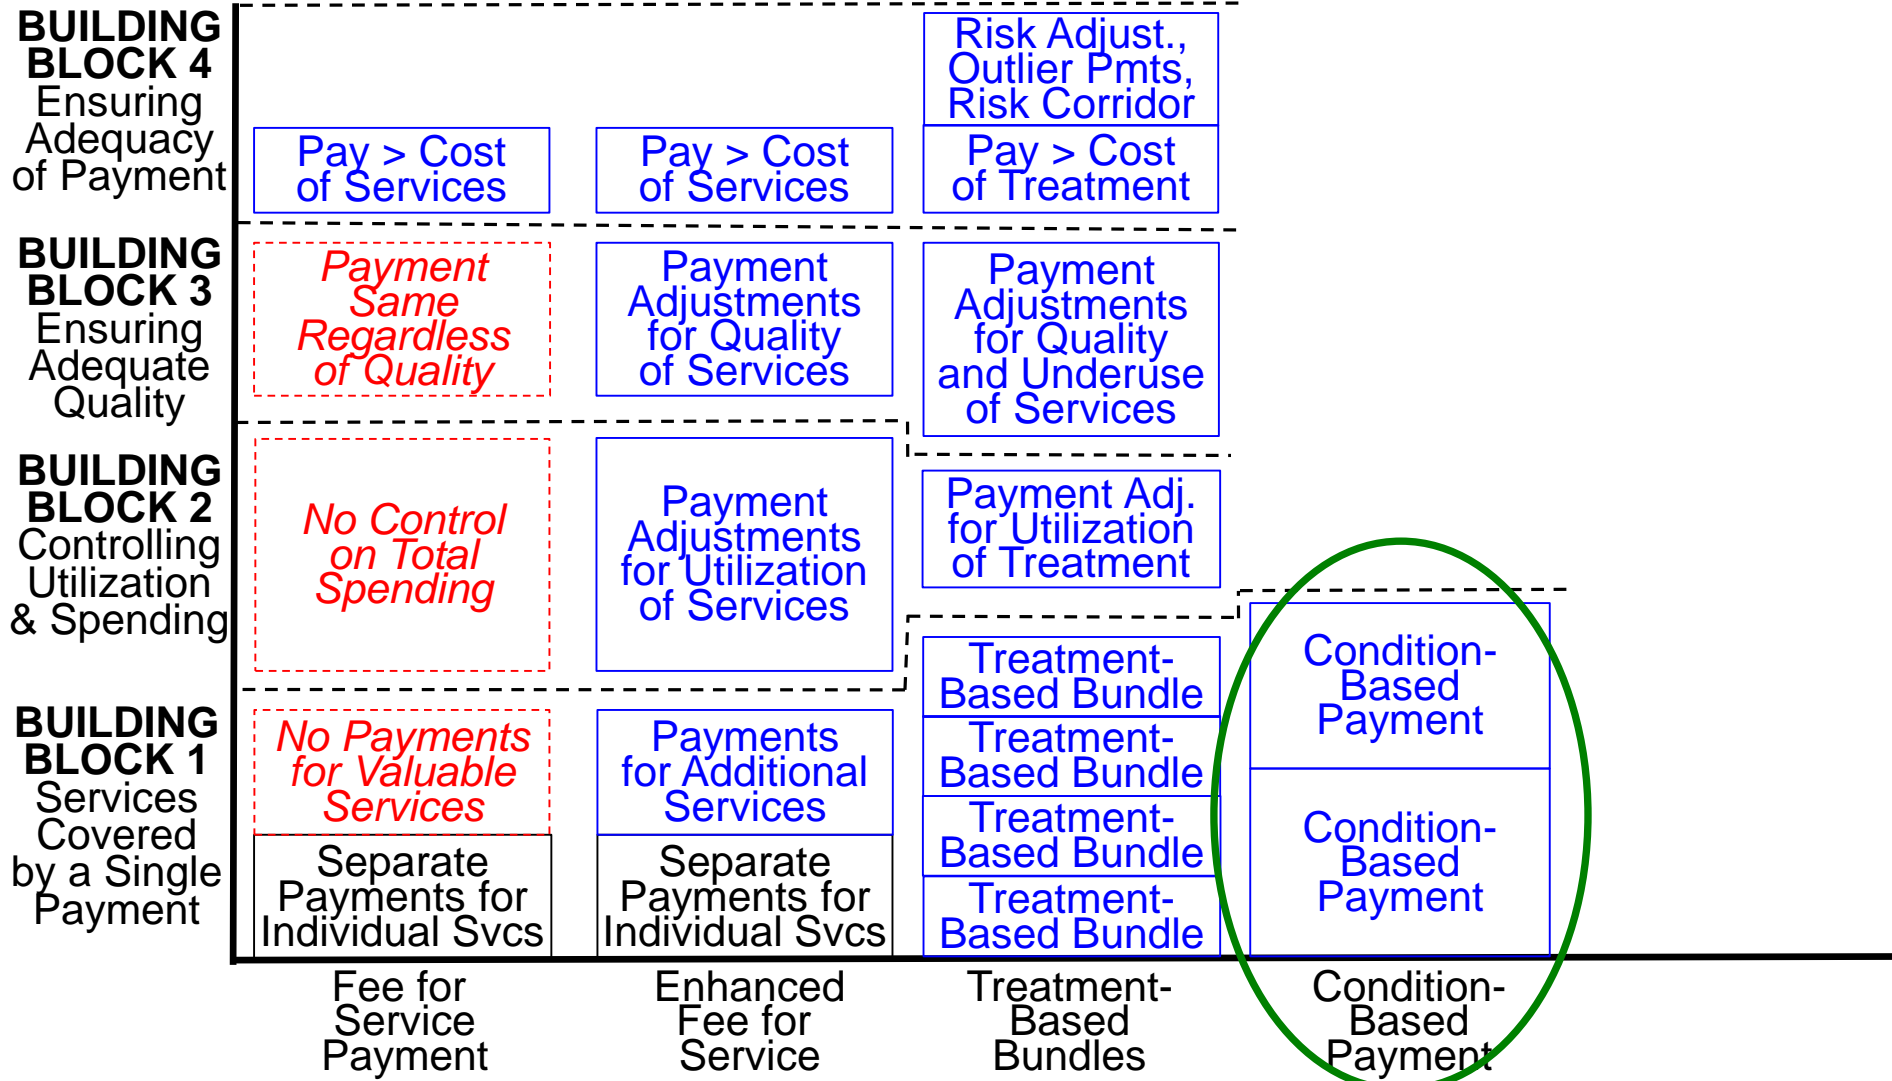 BUILDING
BLOCK 4
Ensuring
Adequacy
of Payment
Pay > Cost
of Services
Pay > Cost
of Services
Risk Adjust.,
Outlier Pmts,
Risk Corridor
Pay > Cost
of Treatment
BUILDING
BLOCK 3
Ensuring
Adequate
Quality
Payment
Same
Regardless
of Quality
Payment
Adjustments
for Quality
of Services
Payment
Adjustments
for Quality
and Underuse
of Services
BUILDING
BLOCK 2
Controlling
Utilization
& Spending
No Control
on Total
Spending
Payment
Adjustments
for Utilization
of Services
Payment Adj.
for Utilization
of Treatment
BUILDING
BLOCK 1
Services
Covered
by a Single
Payment
No Payments
for Valuable
Services
Separate
Payments for
Individual Svcs
Payments
for Additional
Services
Separate
Payments for
Individual Svcs
Treatment-
Based Bundle
Treatment-
Based Bundle
Treatment-
Based Bundle
Treatment-
Based Bundle
Condition-
Based
Payment
Condition-
Based
Payment
Fee for
Service
Payment
Enhanced
Fee for
Service
Treatment-
Based
Bundles
Condition-
Based
Payment